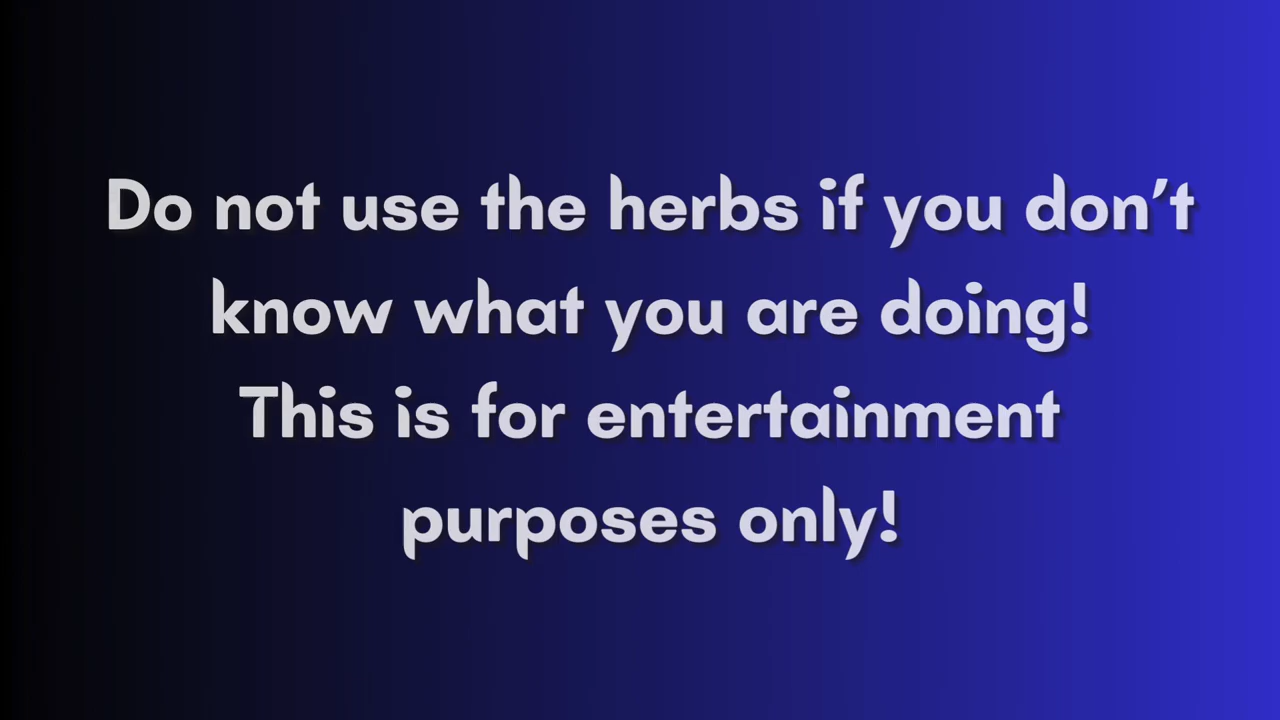 Do not use the herbs if you don’t
know what you are doing!
This is for entertainment
purposes only!